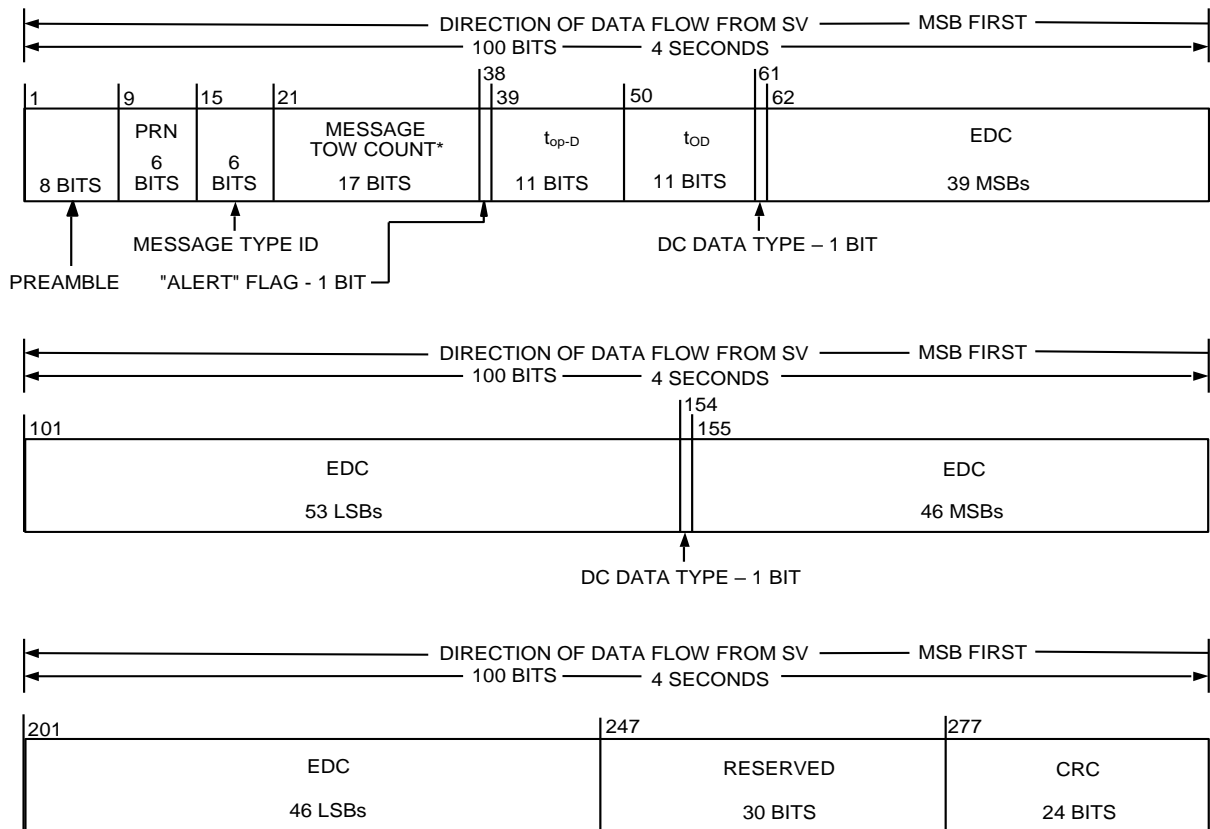 DIRECTION OF DATA FLOW FROM SV MSB FIRST
100 BITS 4 SECONDS
38 61
1 9 15 21 39 50 62
PRN MESSAGE
TOW COUNT* top-D tOD EDC
6 6
8 BITS BITS BITS 17 BITS 11 BITS 11 BITS 39 MSBs
MESSAGE TYPE ID DC DATA TYPE – 1 BIT
PREAMBLE "ALERT" FLAG - 1 BIT
DIRECTION OF DATA FLOW FROM SV MSB FIRST
100 BITS 4 SECONDS
154
101 155
EDC EDC
53 LSBs 46 MSBs
DC DATA TYPE – 1 BIT
DIRECTION OF DATA FLOW FROM SV MSB FIRST
100 BITS 4 SECONDS
201 247 277
EDC RESERVED CRC
46 LSBs 30 BITS 24 BITS